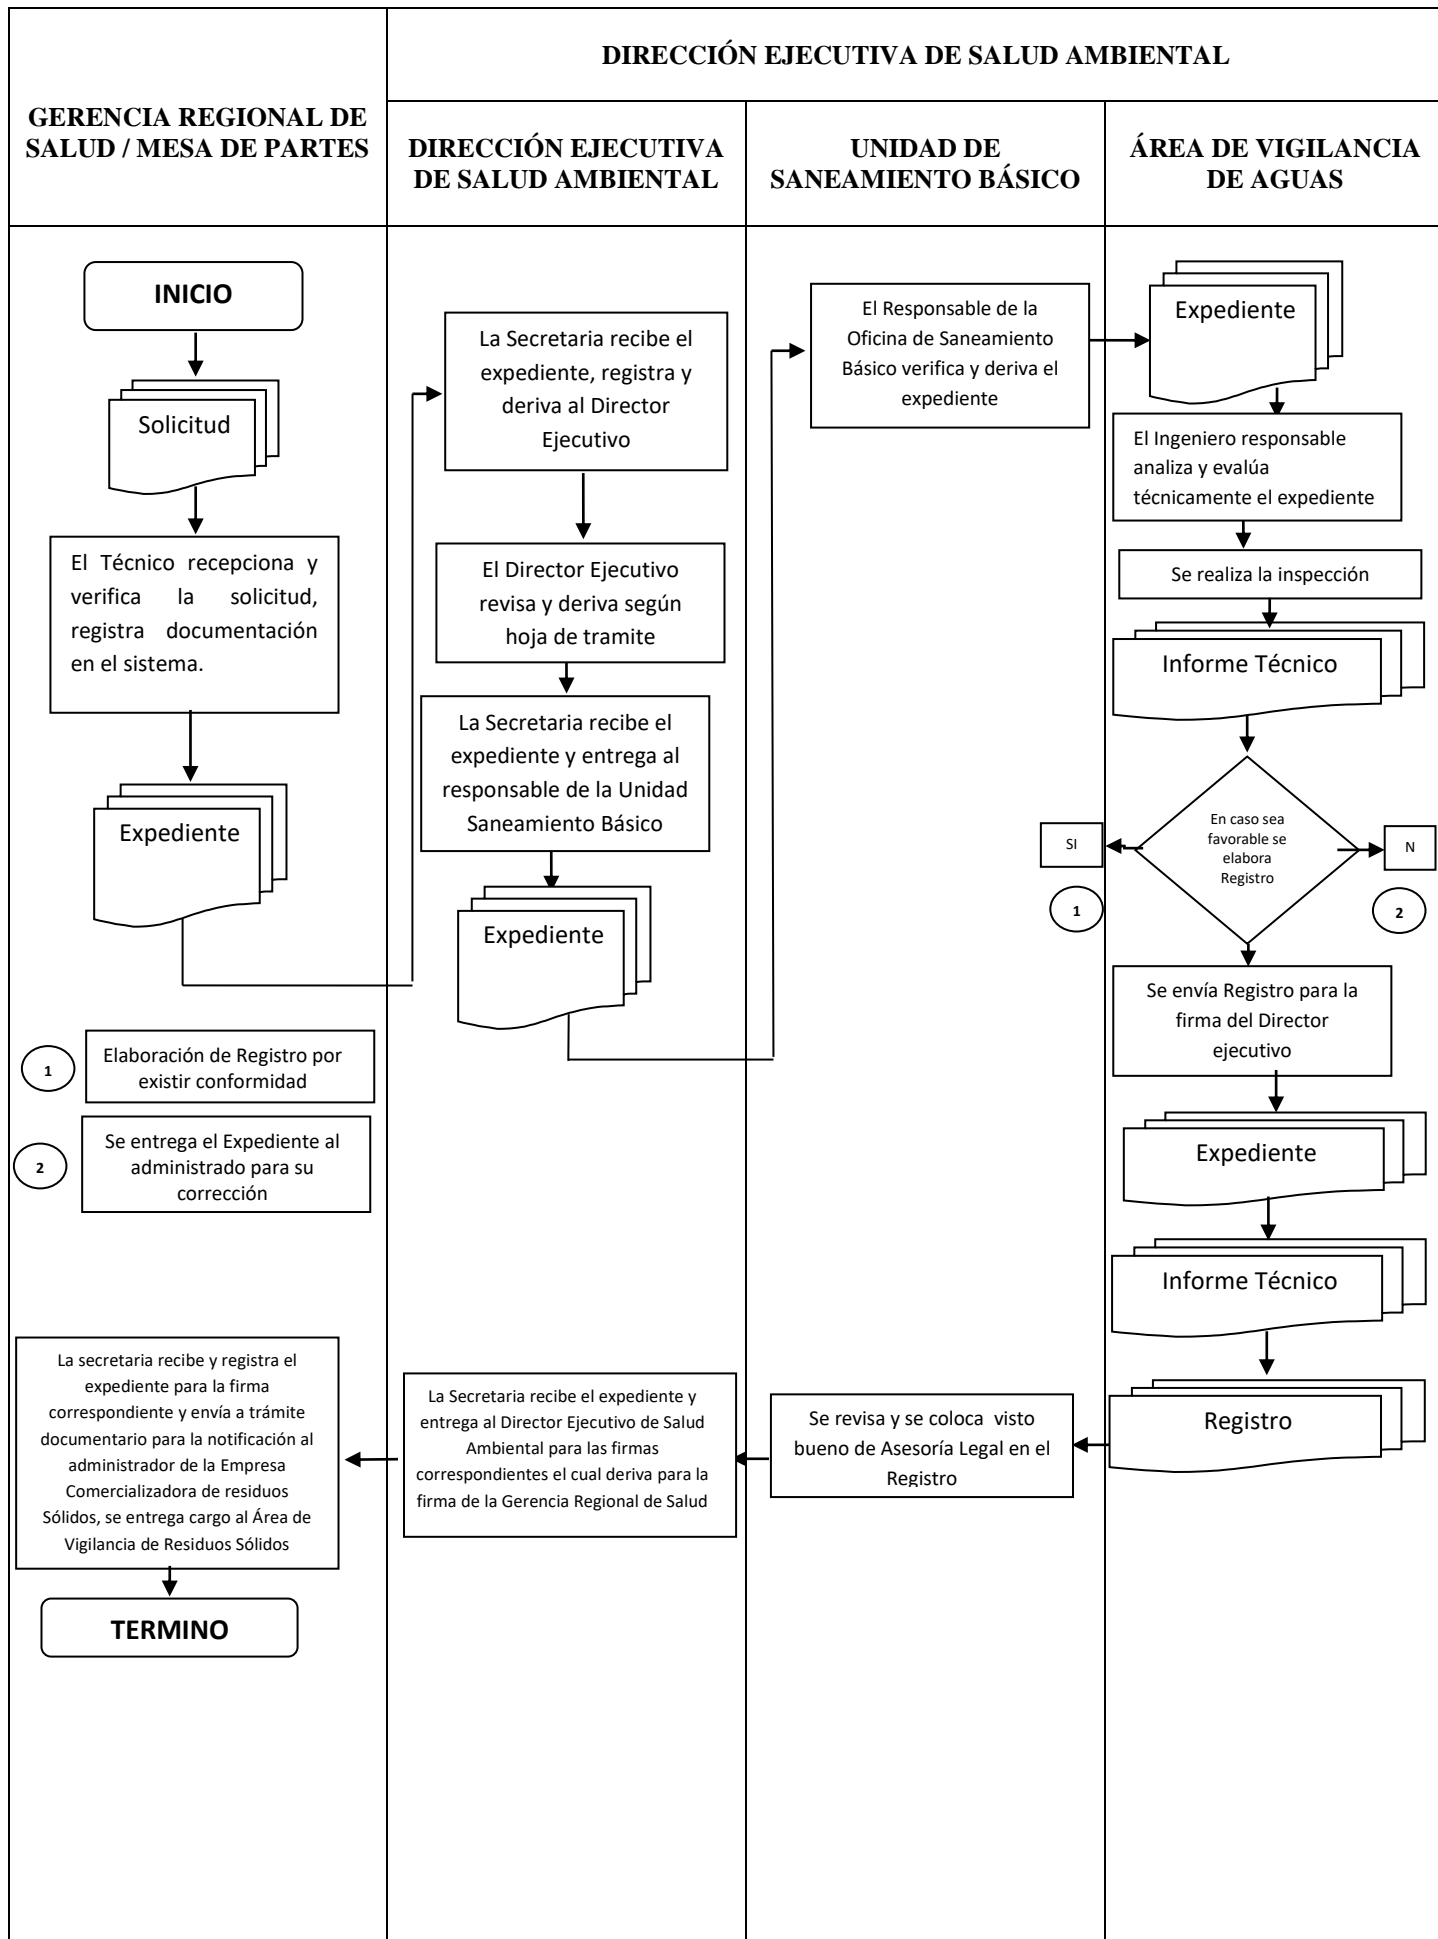 DIRECCIÓN EJECUTIVA DE SALUD AMBIENTAL
GERENCIA REGIONAL DE
SALUD / MESA DE PARTES
DIRECCIÓN EJECUTIVA
DE SALUD AMBIENTAL
UNIDAD DE
SANEAMIENTO BÁSICO
ÁREA DE VIGILANCIA
DE AGUAS
INICIO
Solicitud
El Técnico recepciona y
verifica la solicitud,
registra documentación
en el sistema.
Expediente
1
Elaboración de Registro por
existir conformidad
2
Se entrega el Expediente al
administrado para su
corrección
La secretaria recibe y registra el
expediente para la firma
correspondiente y envía a trámite
documentario para la notificación al
administrador de la Empresa
Comercializadora de residuos
Sólidos, se entrega cargo al Área de
Vigilancia de Residuos Sólidos
TERMINO
La Secretaria recibe el
expediente, registra y
deriva al Director
Ejecutivo
El Director Ejecutivo
revisa y deriva según
hoja de tramite
La Secretaria recibe el
expediente y entrega al
responsable de la Unidad
Saneamiento Básico
Expediente
La Secretaria recibe el expediente y
entrega al Director Ejecutivo de Salud
Ambiental para las firmas
correspondientes el cual deriva para la
firma de la Gerencia Regional de Salud
El Responsable de la
Oficina de Saneamiento
Básico verifica y deriva el
expediente
SI
1
Se revisa y se coloca visto
bueno de Asesoría Legal en el
Registro
Expediente
El Ingeniero responsable
analiza y evalúa
técnicamente el expediente
Se realiza la inspección
Informe Técnico
En caso sea
favorable se
elabora
Registro
N
2
Se envía Registro para la
firma del Director
ejecutivo
Expediente
Informe Técnico
Registro